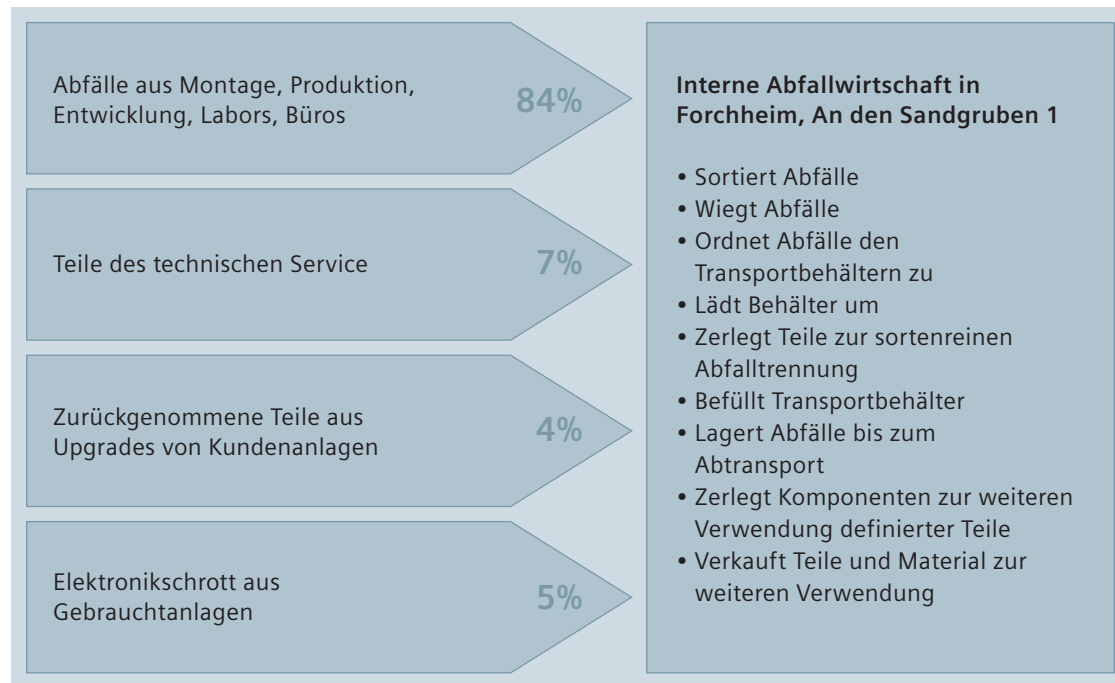 Abfälle aus Montage, Produktion,
Entwicklung, Labors, Büros
84%
Teile des technischen Service
7%
Zurückgenommene Teile aus
Upgrades von Kundenanlagen
4%
Elektronikschrott aus
Gebrauchtanlagen
5%
Interne Abfallwirtschaft in
Forchheim, An den Sandgruben 1
• Sortiert Abfälle
• Wiegt Abfälle
• Ordnet Abfälle den
Transportbehältern zu
• Lädt Behälter um
• Zerlegt Teile zur sortenreinen
Abfalltrennung
• Befüllt Transportbehälter
• Lagert Abfälle bis zum
Abtransport
• Zerlegt Komponenten zur weiteren
Verwendung definierter Teile
• Verkauft Teile und Material zur
weiteren Verwendung